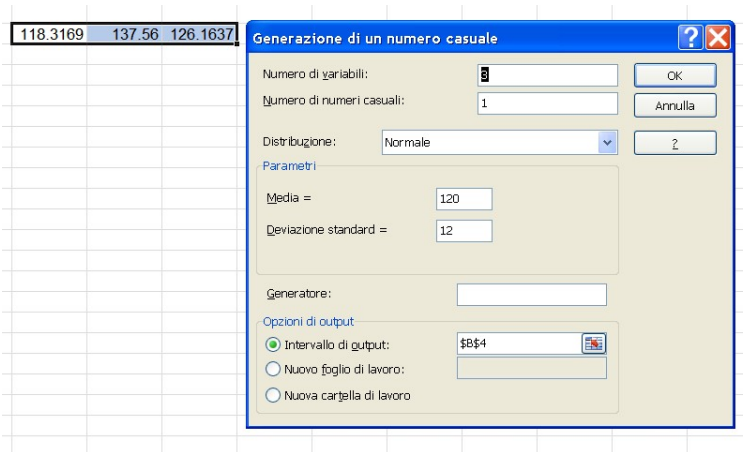 118.3169 137.56 126.1637
Generazione di un numero casuale
?
Numero di variabili: 3
OK
Numero di numeri casuali: 1
Annulla
Distribuzione: Normale
?
Parametri
Media = 120
Deviazione standard = 12
Generatore:
Opzioni di output
Intervallo di output: $B$4
Nuovo foglio di lavoro:
Nuova cartella di lavoro